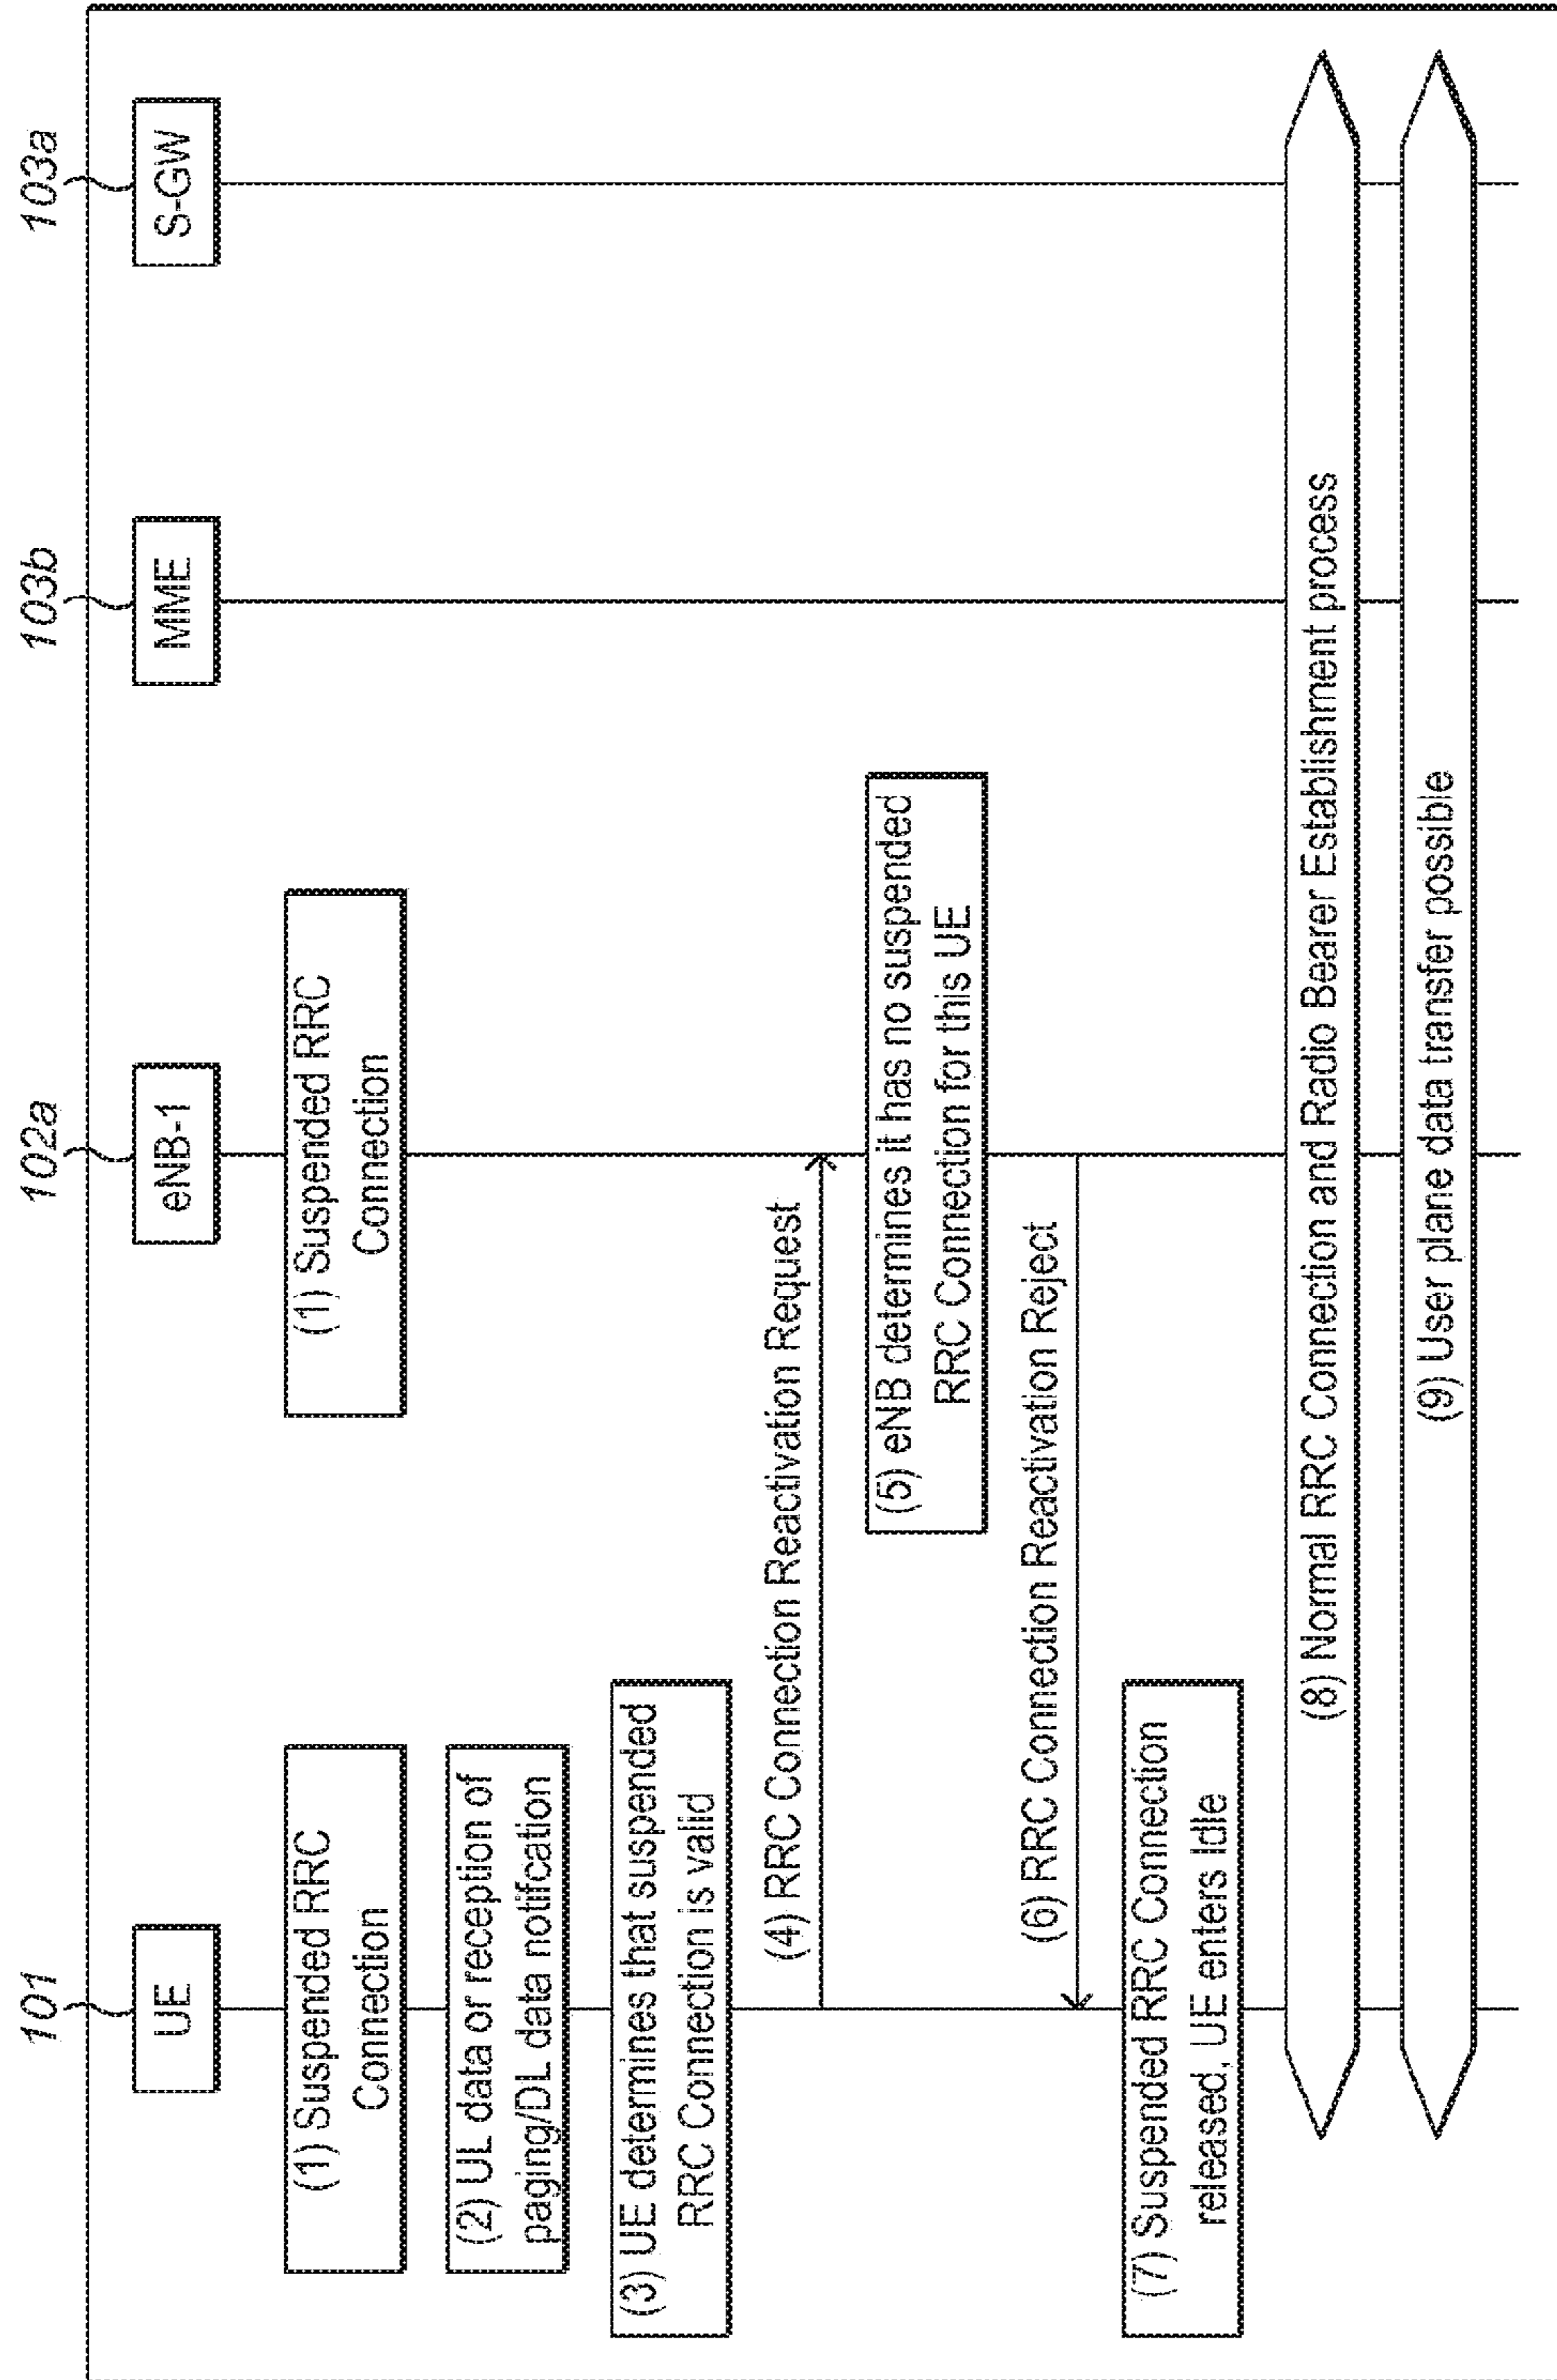 101
102a
103b
103a
UE
eNB-1
MME
S-GW
(1) Suspended RRC
Connection
(1) Suspended RRC
Connection
(2) UL data or reception of
paging/DL data notifcation
(3) UE determines that suspended
RRC Connection is valid
(4) RRC Connection Reactivation Request
(5) eNB determines it has no suspended
RRC Connection for this UE
(6) RRC Connection Reactivation Reject
(7) Suspended RRC Connection
released, UE enters Idle
(8) Normal RRC Connection and Radio Bearer Establishment process
(9) User plane data transfer possible